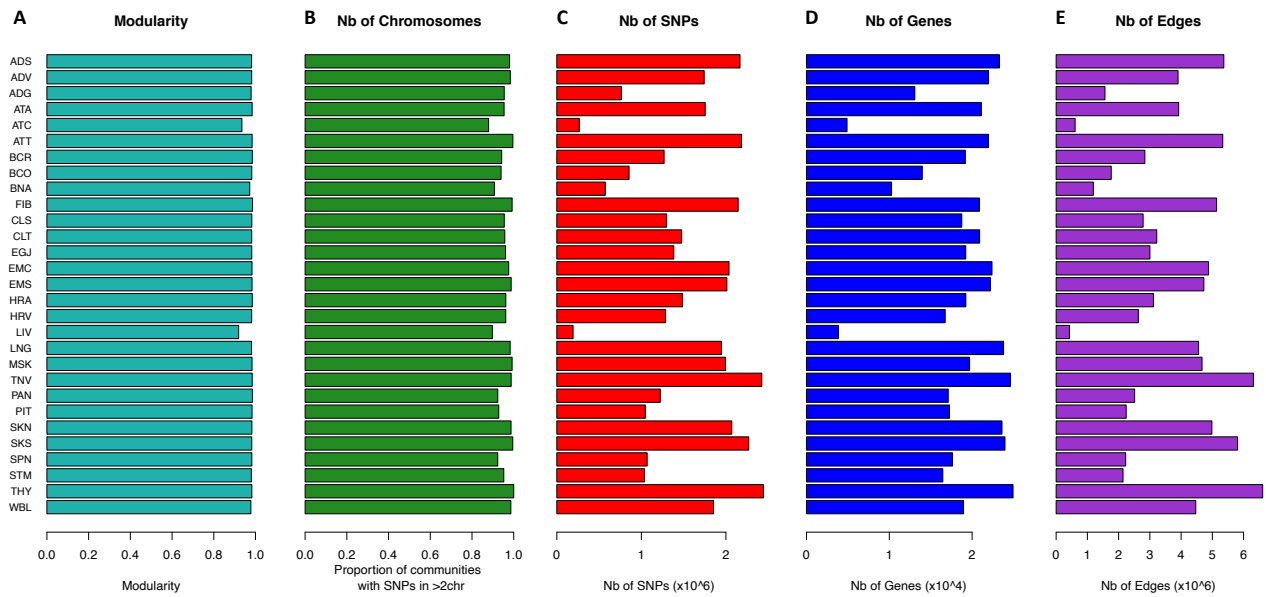 A Modularity
B Nb of Chromosomes
C Nb of SNPs
D Nb of Genes
E Nb of Edges
ADS
ADV
ADG
ATA
ATC
ATT
BCR
BCO
BNA
FIB
CLS
CLT
EGJ
EMC
EMS
HRA
HRV
LIV
LNG
MSK
TNV
PAN
PIT
SKN
SKS
SPN
STM
THY
WBL
0.0 0.2 0.4 0.6 0.8 1.0
Modularity
0.0 0.2 0.4 0.6 0.8 1.0
Proportion of communities
with SNPs in >2chr
0 1 2
Nb of SNPs (x10^6)
0 1 2
Nb of Genes (x10^4)
0 1 2 3 4 5 6
Nb of Edges (x10^6)